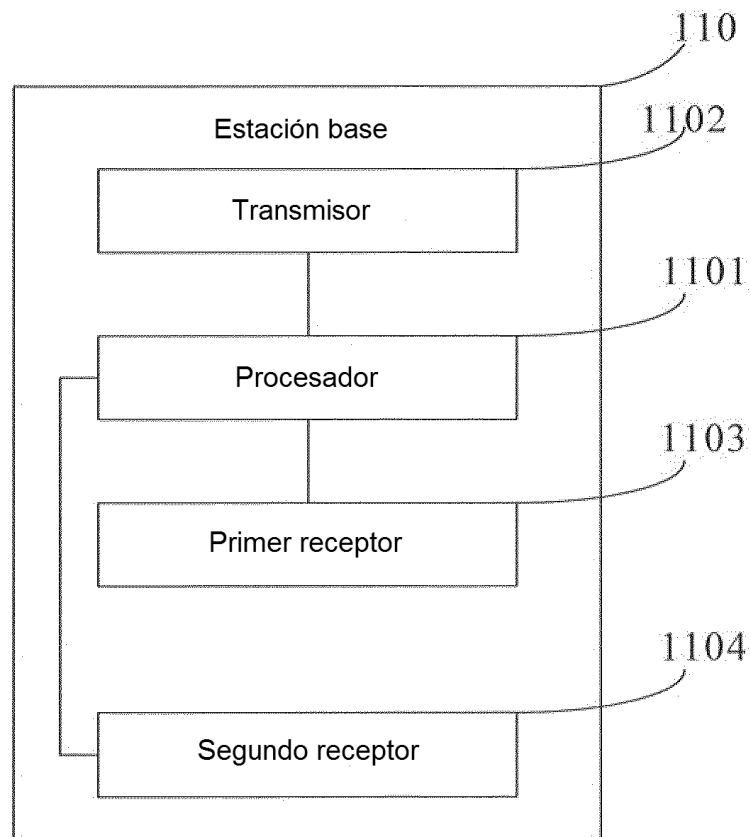 110
Estación base
1102
Transmisor
1101
Procesador
1103
Primer receptor
1104
Segundo receptor